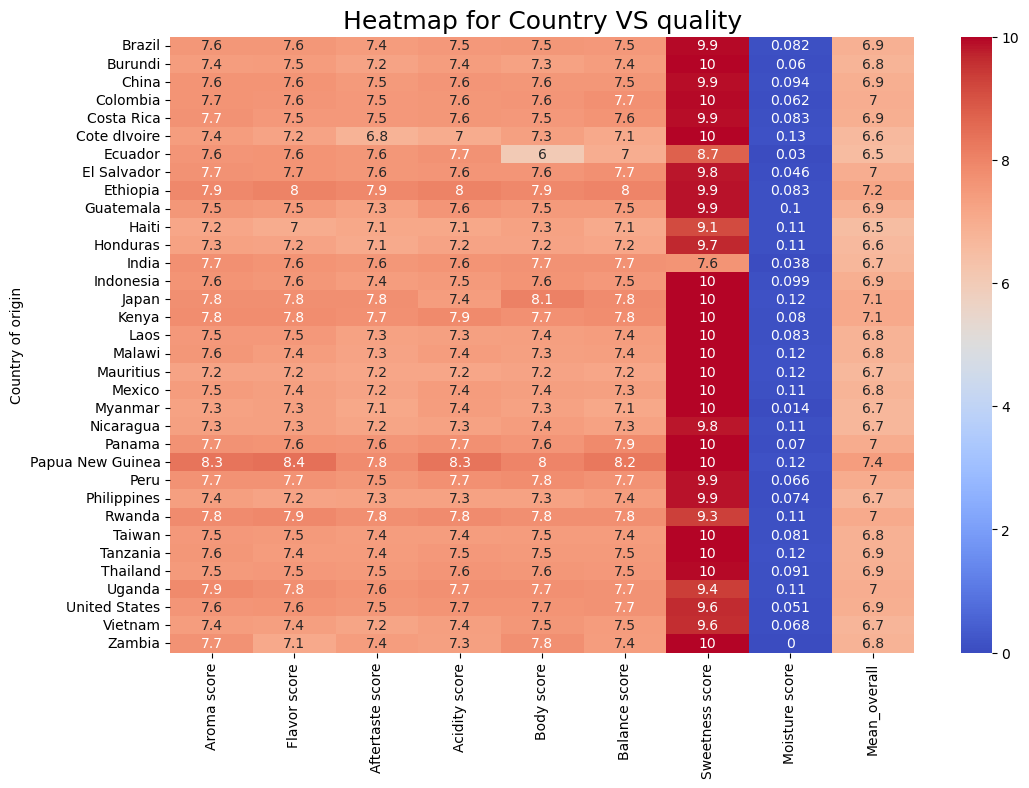 Heatmap for Country VS quality
Country of origin
Brazil 7.6 7.6 7.4 7.5 7.5 7.5 9.9 0.082 6.9
Burundi 7.4 7.5 7.2 7.4 7.3 7.4 10 0.06 6.8
China 7.6 7.6 7.5 7.6 7.6 7.5 9.9 0.094 6.9
Colombia 7.7 7.6 7.5 7.6 7.6 7.7 10 0.062 7
Costa Rica 7.7 7.5 7.5 7.6 7.5 7.6 9.9 0.083 6.9
Cote dIvoire 7.4 7.2 6.8 7 7.3 7.1 10 0.13 6.6
Ecuador 7.6 7.6 7.6 7.7 6 7 8.7 0.03 6.5
El Salvador 7.7 7.7 7.6 7.6 7.6 7.7 9.8 0.046 7
Ethiopia 7.9 8 7.9 8 7.9 8 9.9 0.083 7.2
Guatemala 7.5 7.5 7.3 7.6 7.5 7.5 9.9 0.1 6.9
Haiti 7.2 7 7.1 7.1 7.3 7.1 9.1 0.11 6.5
Honduras 7.3 7.2 7.1 7.2 7.2 7.2 9.7 0.11 6.6
India 7.7 7.6 7.6 7.6 7.7 7.7 7.6 0.038 6.7
Indonesia 7.6 7.6 7.4 7.5 7.6 7.5 10 0.099 6.9
Japan 7.8 7.8 7.8 7.4 8.1 7.8 10 0.12 7.1
Kenya 7.8 7.8 7.7 7.9 7.7 7.8 10 0.08 7.1
Laos 7.5 7.5 7.3 7.3 7.4 7.4 10 0.083 6.8
Malawi 7.6 7.4 7.3 7.4 7.3 7.4 10 0.12 6.8
Mauritius 7.2 7.2 7.2 7.2 7.2 7.2 10 0.12 6.7
Mexico 7.5 7.4 7.2 7.4 7.4 7.3 10 0.11 6.8
Myanmar 7.3 7.3 7.1 7.4 7.3 7.1 10 0.014 6.7
Nicaragua 7.3 7.3 7.2 7.3 7.4 7.3 9.8 0.11 6.7
Panama 7.7 7.6 7.6 7.7 7.6 7.9 10 0.07 7
Papua New Guinea 8.3 8.4 7.8 8.3 8 8.2 10 0.12 7.4
Peru 7.7 7.7 7.5 7.7 7.8 7.7 9.9 0.066 7
Philippines 7.4 7.2 7.3 7.3 7.3 7.4 9.9 0.074 6.7
Rwanda 7.8 7.9 7.8 7.8 7.8 7.8 9.3 0.11 7
Taiwan 7.5 7.5 7.4 7.4 7.5 7.4 10 0.081 6.8
Tanzania 7.6 7.4 7.4 7.5 7.5 7.5 10 0.12 6.9
Thailand 7.5 7.5 7.5 7.6 7.6 7.5 10 0.091 6.9
Uganda 7.9 7.8 7.6 7.7 7.7 7.7 9.4 0.11 7
United States 7.6 7.6 7.5 7.7 7.7 7.7 9.6 0.051 6.9
Vietnam 7.4 7.4 7.2 7.4 7.5 7.5 9.6 0.068 6.7
Zambia 7.7 7.1 7.4 7.3 7.8 7.4 10 0 6.8
Aroma score
Flavor score
Aftertaste score
Acidity score
Body score
Balance score
Sweetness score
Moisture score
Mean_overall
10
8
6
4
2
0